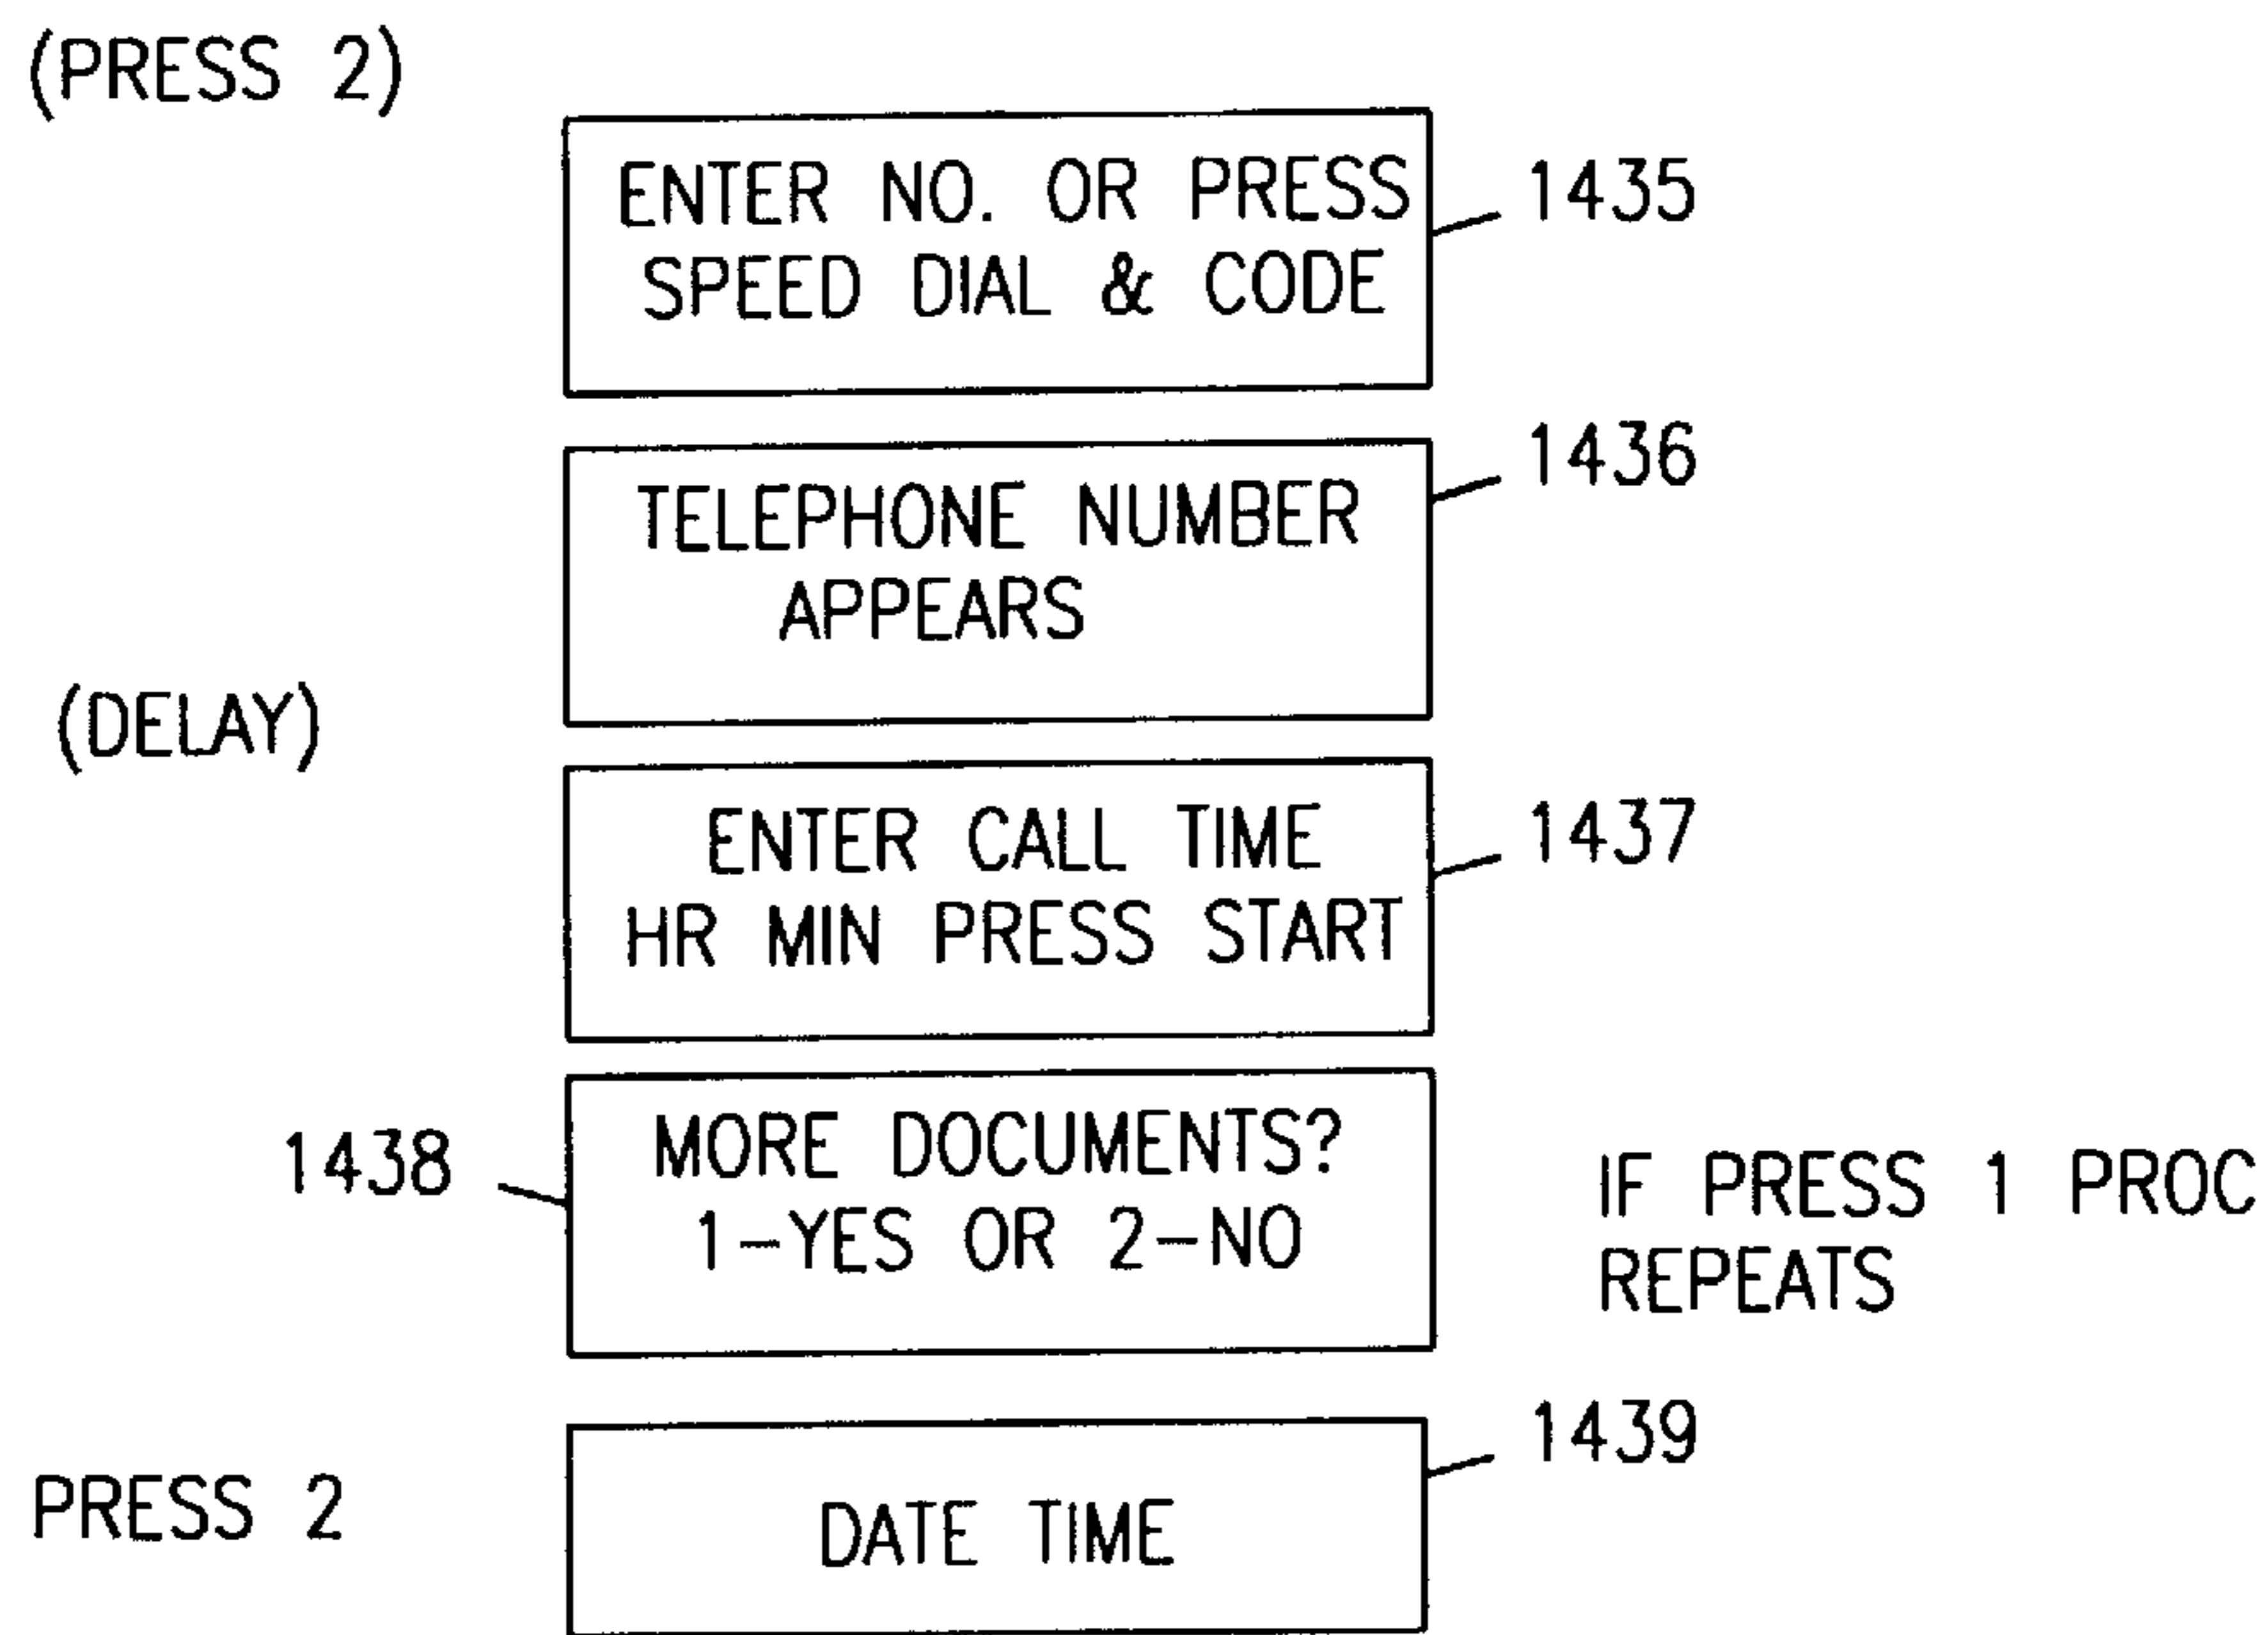 (PRESS 2)
ENTER NO. OR PRESS
SPEED DIAL & CODE
1435
TELEPHONE NUMBER
APPEARS
1436
(DELAY)
ENTER CALL TIME
HR MIN PRESS START
1437
1438
MORE DOCUMENTS?
1-YES OR 2-NO
IF PRESS 1 PROC
REPEATS
PRESS 2
DATE TIME
1439